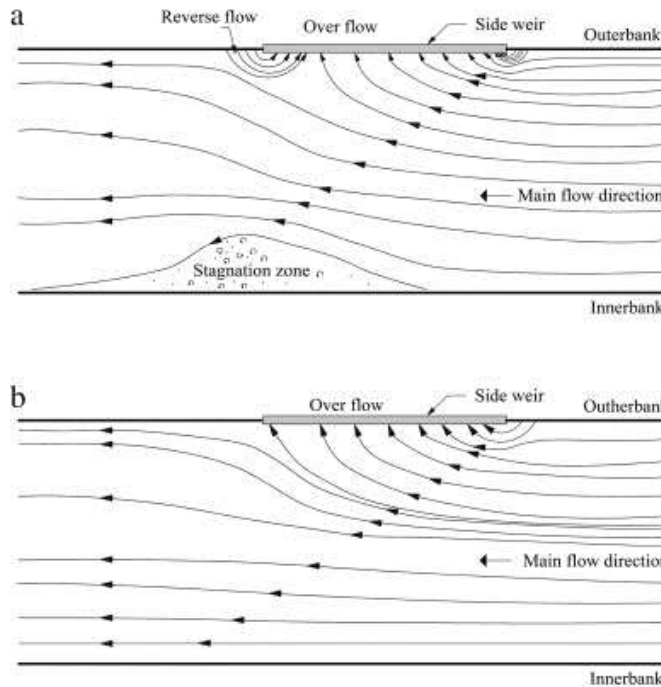 a
Reverse flow
Over flow
Side weir
Outerbank
Main flow direction
Stagnation zone
Innerbank
b
Over flow
Side weir
Outherbank
Main flow direction
Innerbank